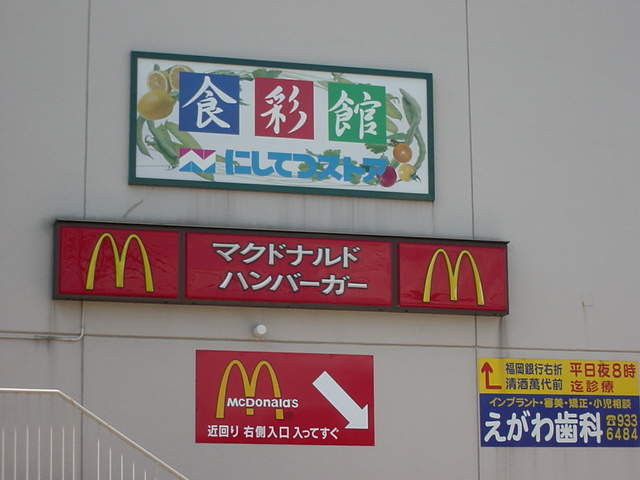 食彩館
にしてつストア
マクドナルド
ハンバーガー
McDonald's
近回り 右側入口 入ってすぐ
福岡銀行右折 平日夜8時
清酒萬代前 迄診療
インプラント・審美・矯正・小児相談
えがわ歯科 ☎933
6484